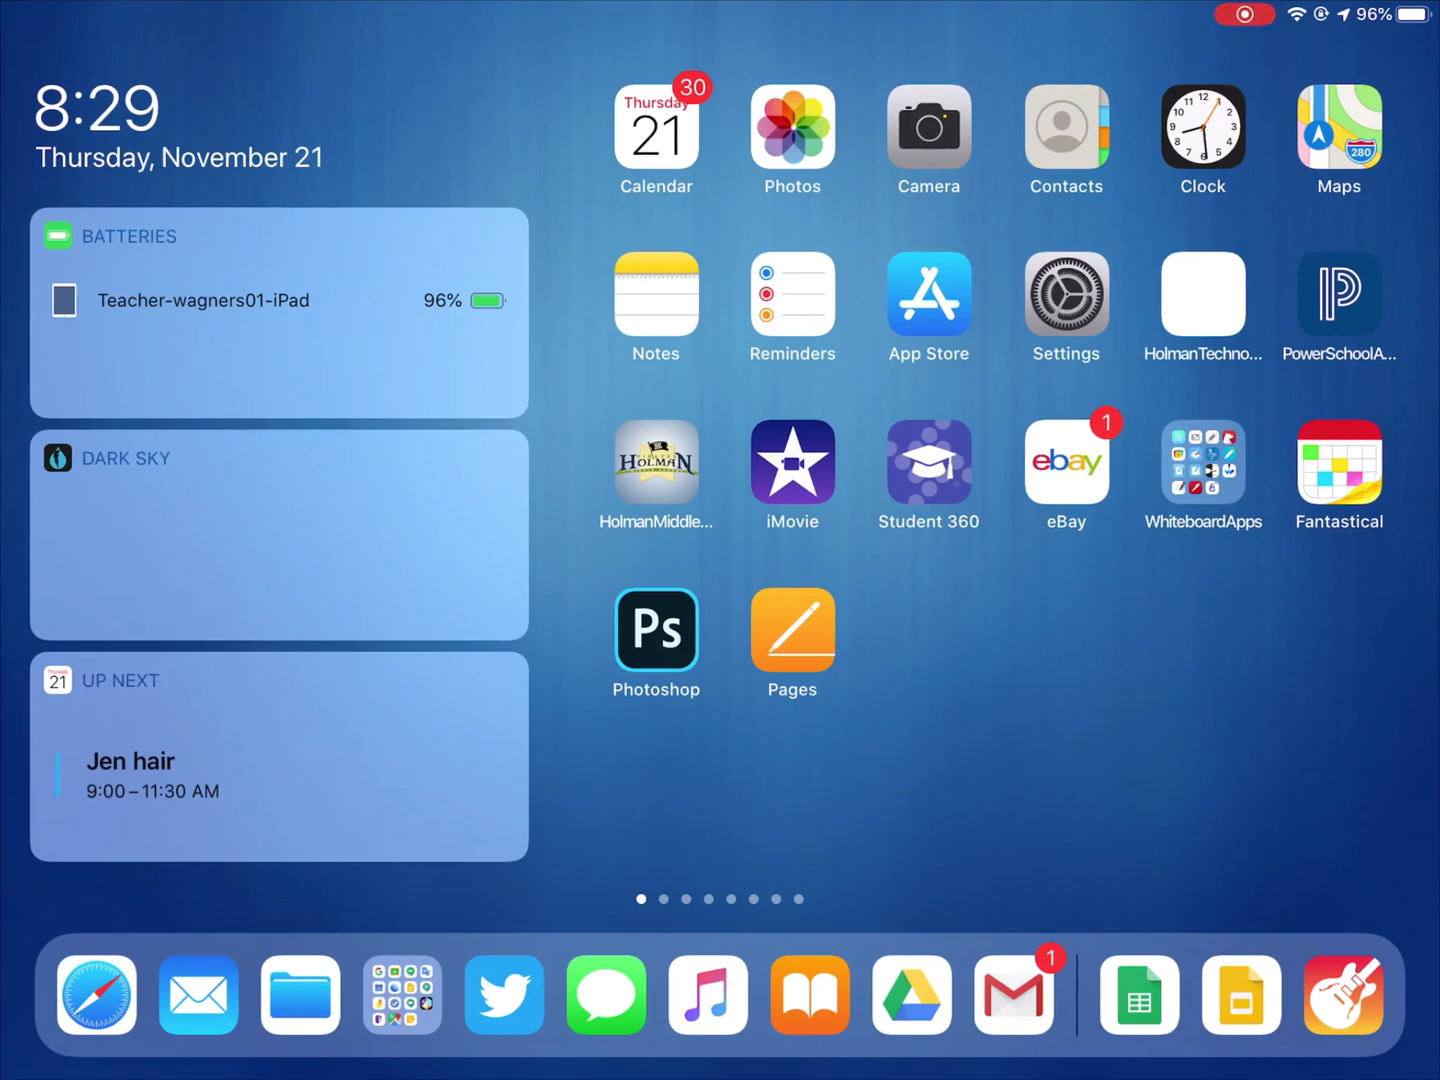 96%
8:29
Thursday, November 21
BATTERIES
Teacher-wagners01-iPad 96%
DARK SKY
21 UP NEXT
Jen hair
9:00 – 11:30 AM
Thursday 30
21
Calendar Photos Camera Contacts Clock Maps
280
Notes Reminders App Store Settings HolmanTechno... PowerSchoolA...
HOLMAN
ebay 1
HolmanMiddle... iMovie Student 360 eBay WhiteboardApps Fantastical
Ps
Photoshop Pages
1